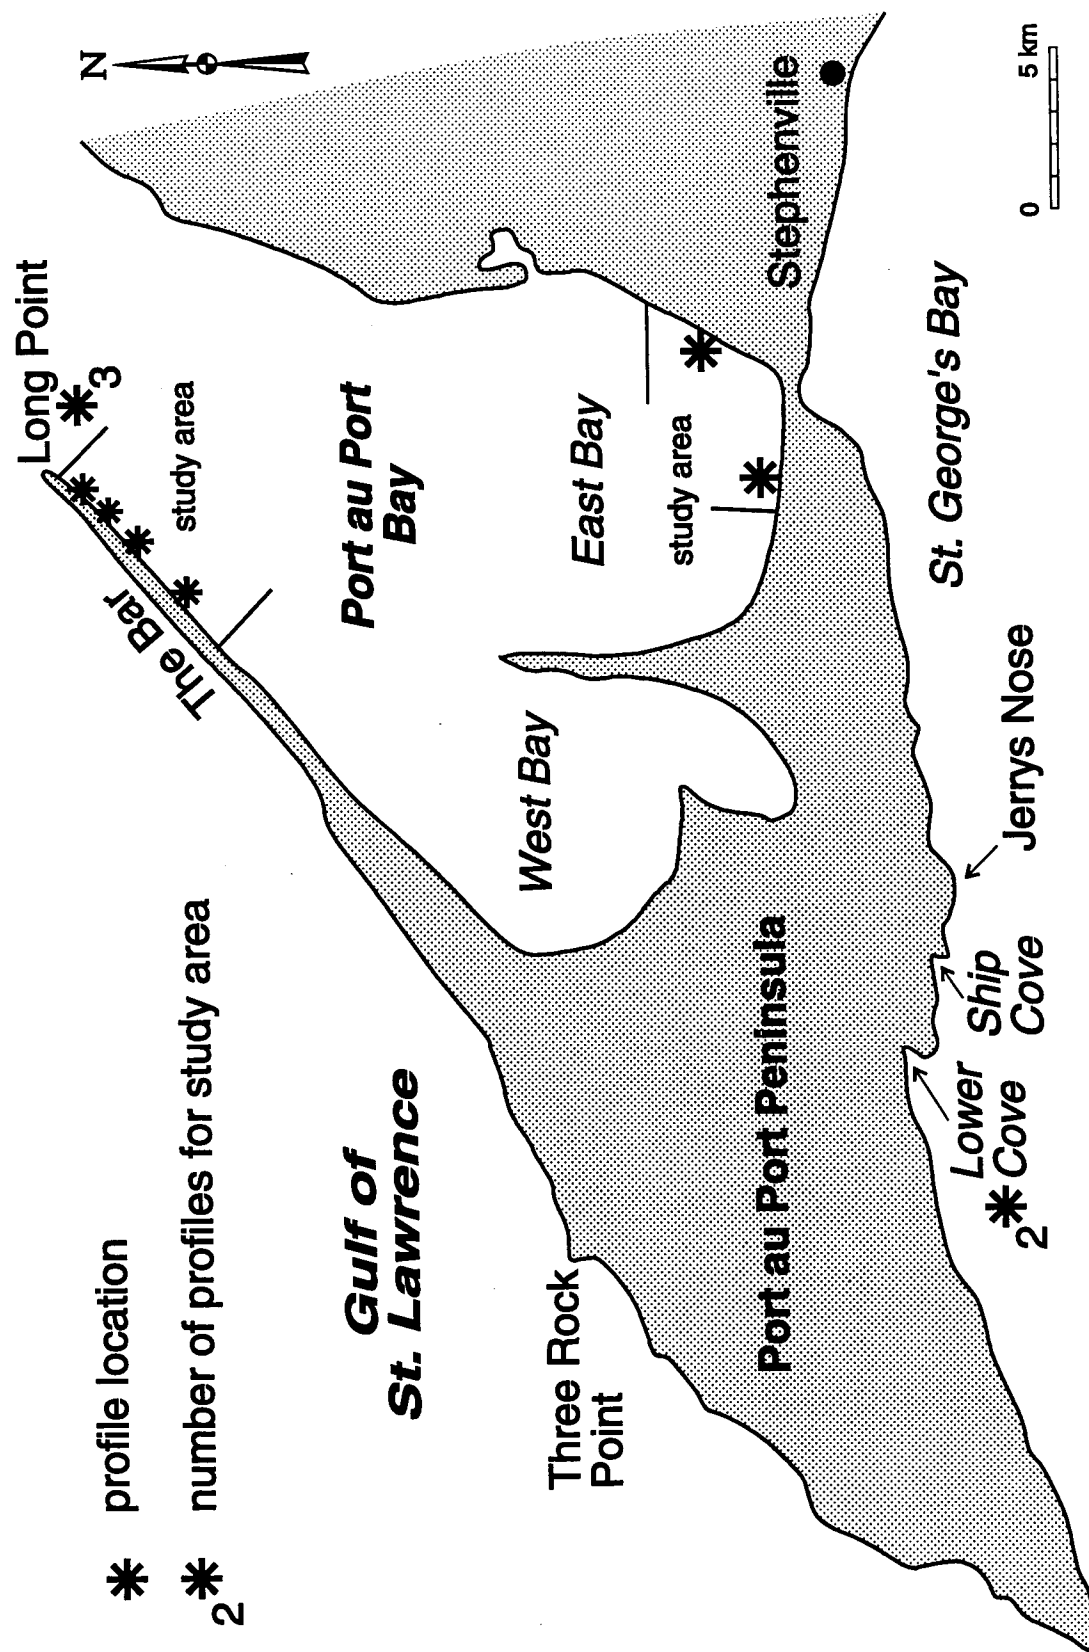 profile location
2 number of profiles for study area
N
Long Point
3
study area
The Bar
Gulf of
St. Lawrence
Port au Port
Bay
Three Rock
Point
West Bay
East Bay
study area
Port au Port Peninsula
Stephenville
2
Lower
Cove
Ship
Cove
Jerrys Nose
St. George's Bay
0 5 km